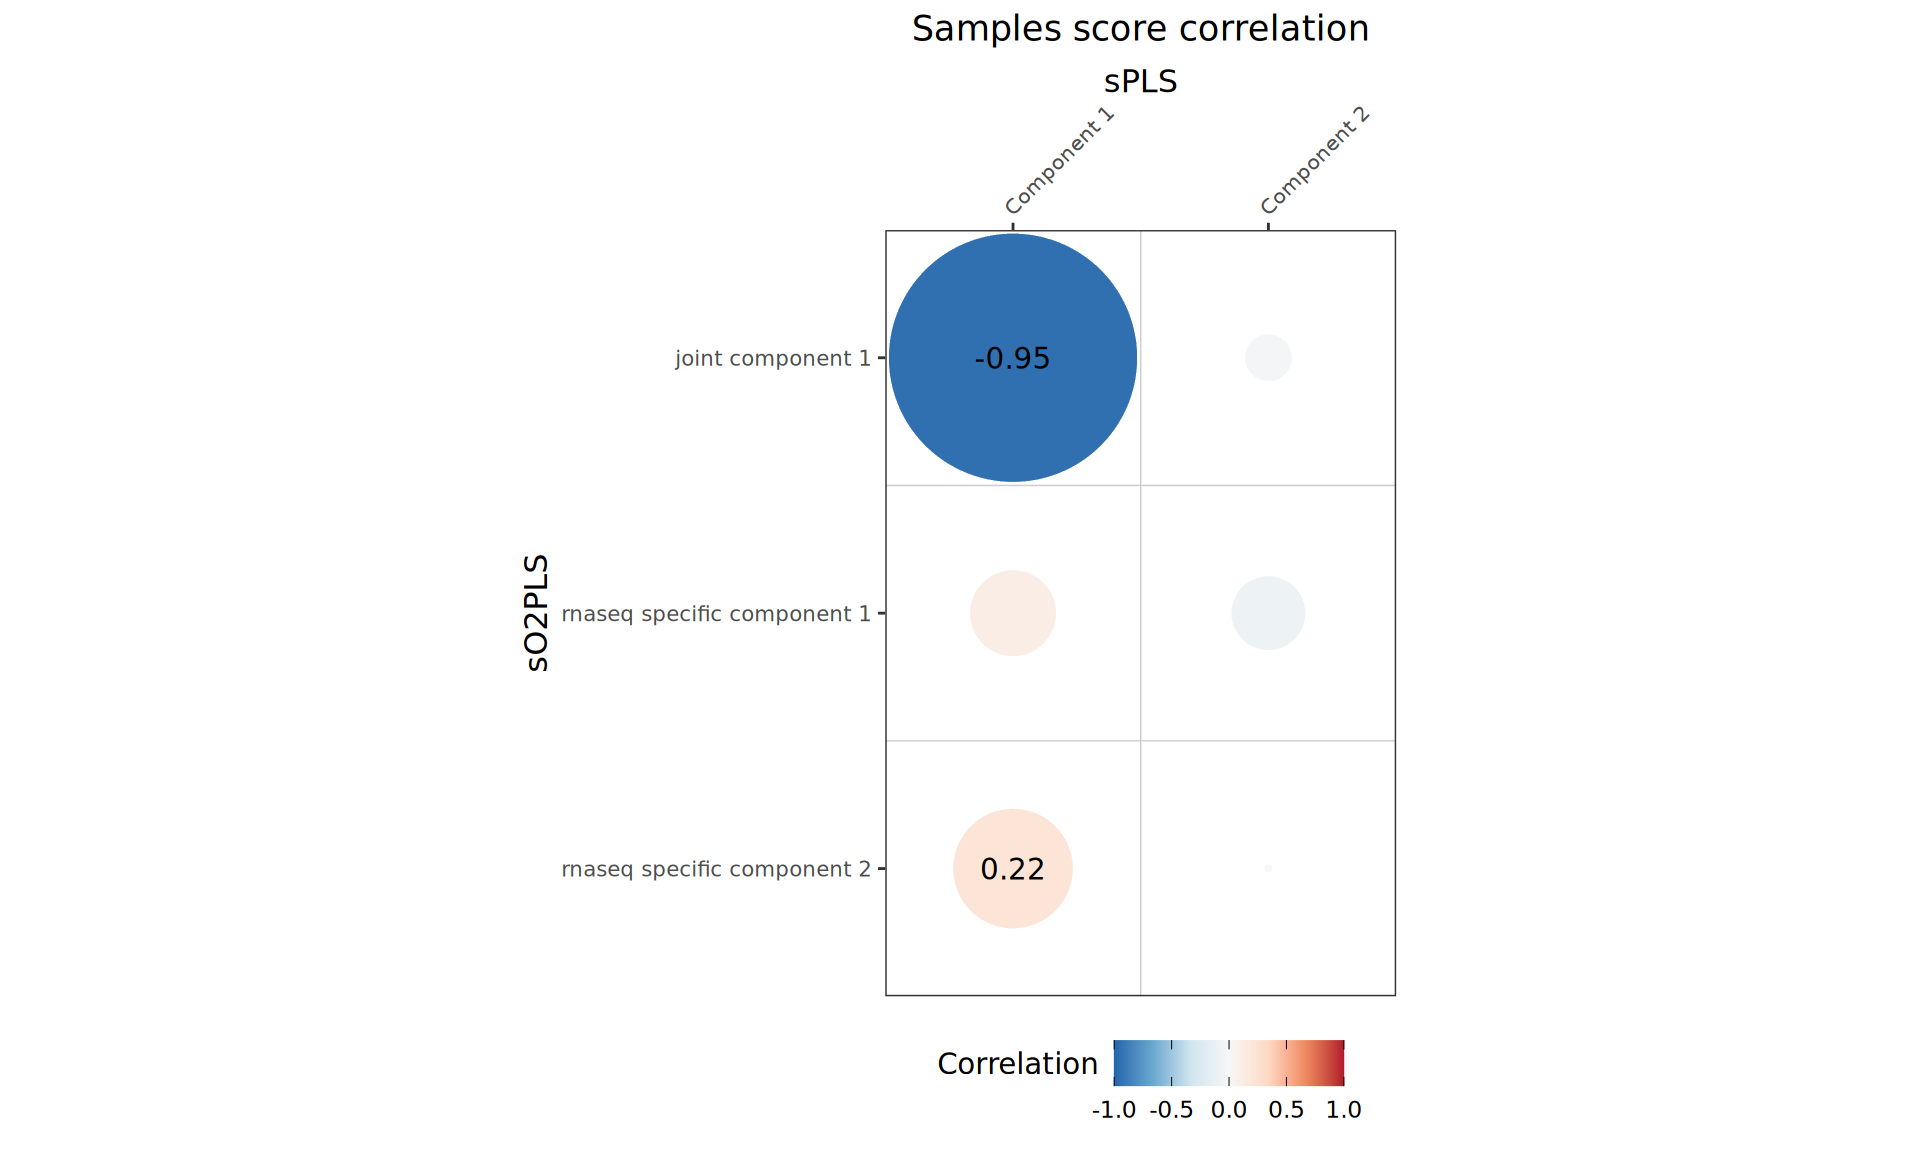 Samples score correlation
sPLS
Component 1
Component 2
joint component 1
-0.95
sO2PLS
rnaseq specific component 1
rnaseq specific component 2
0.22
Correlation
-1.0 -0.5 0.0 0.5 1.0